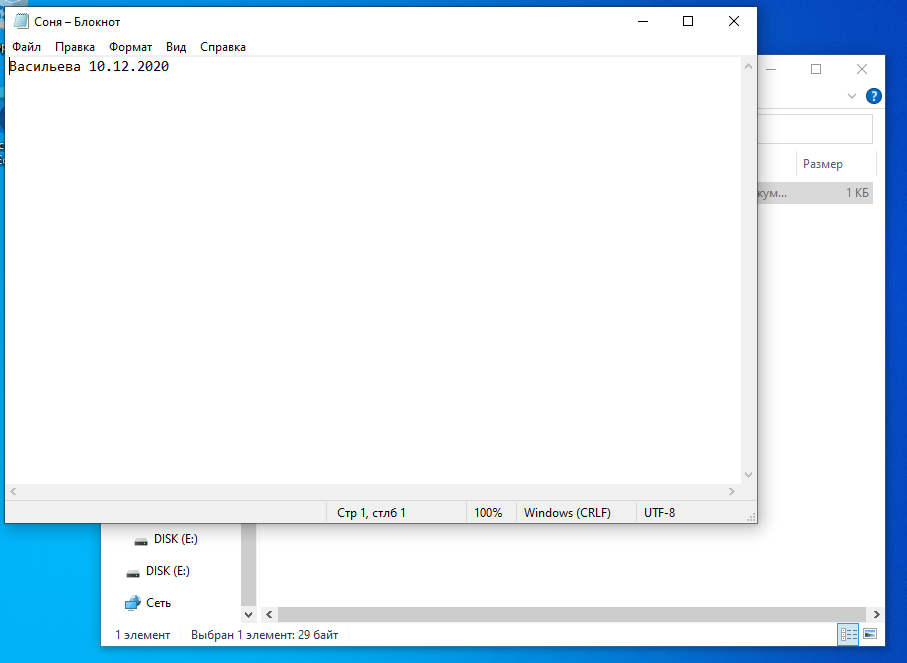 Соня – Блокнот
Файл Правка Формат Вид Справка
Васильева 10.12.2020
Размер
1 КБ
Стр 1, стлб 1 100% Windows (CRLF) UTF-8
DISK (E:)
DISK (E:)
Сеть
1 элемент Выбран 1 элемент: 29 байт